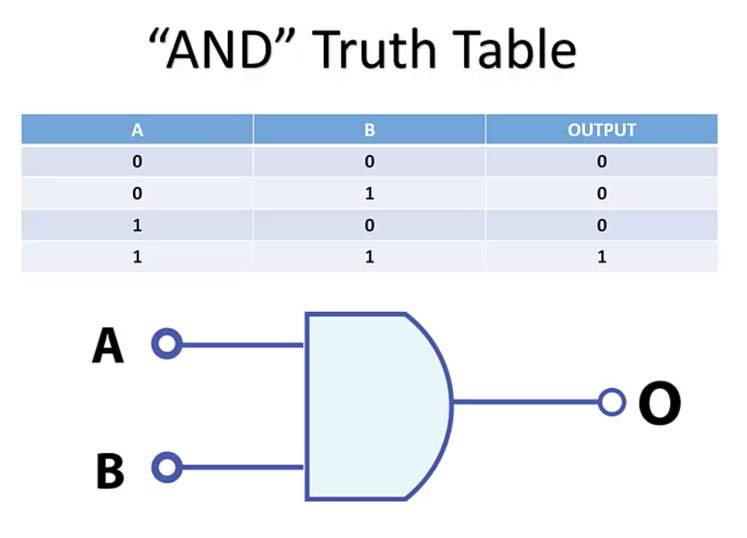 “AND” Truth Table
A B OUTPUT
0 0 0
0 1 0
1 0 0
1 1 1
A
B
O